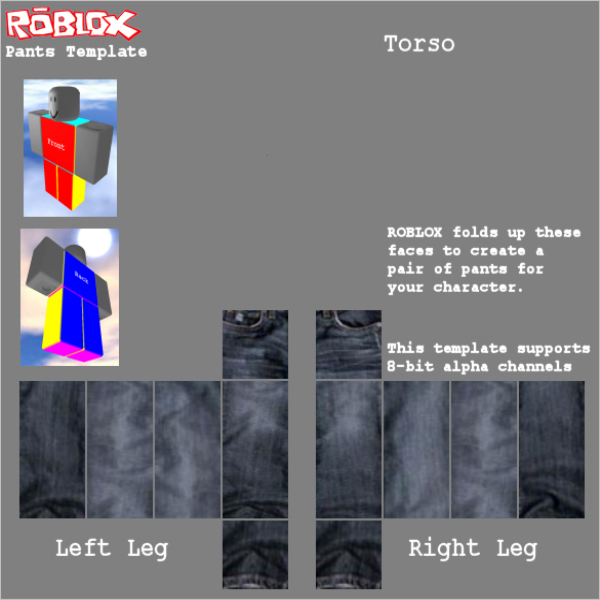 ROBLOX
Pants Template
Torso
Front
Back
ROBLOX folds up these
faces to create a
pair of pants for
your character.
This template supports
8-bit alpha channels
Left Leg
Right Leg